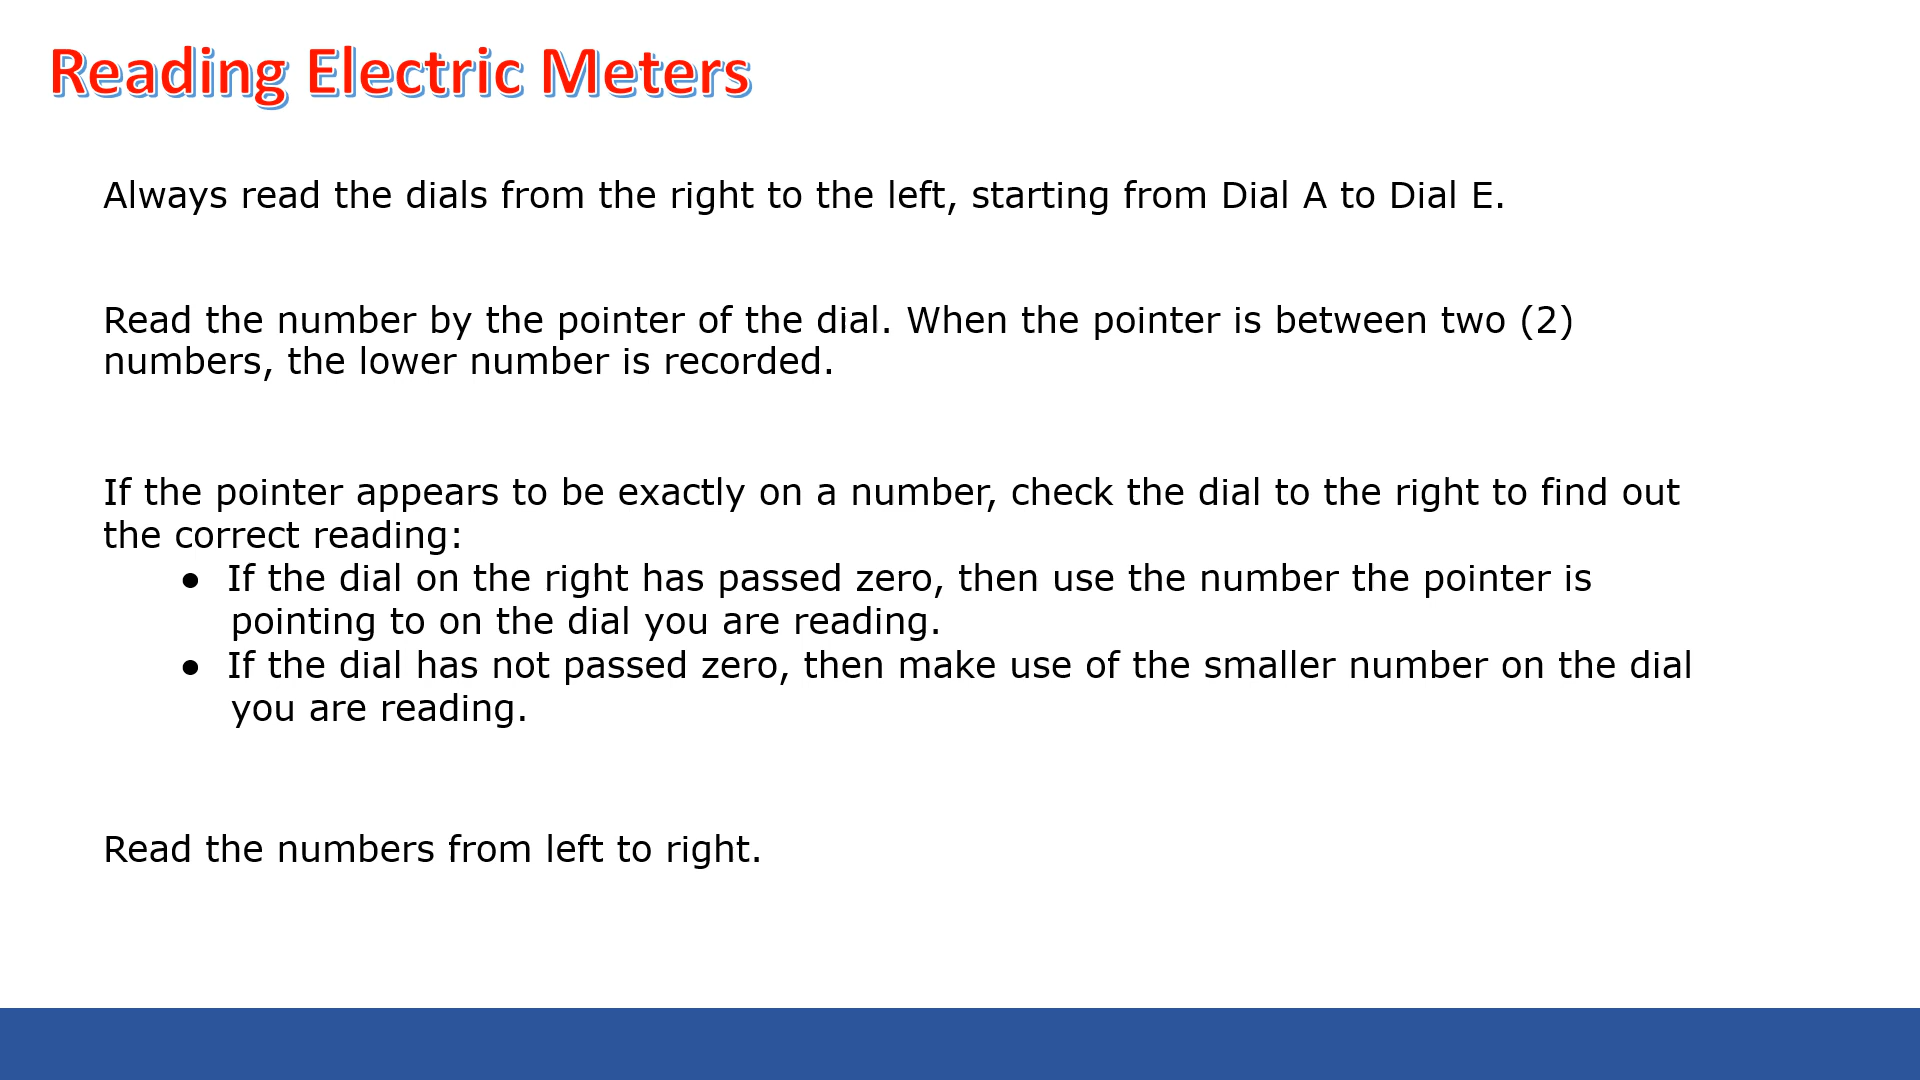 Reading Electric Meters
Always read the dials from the right to the left, starting from Dial A to Dial E.
Read the number by the pointer of the dial. When the pointer is between two (2)
numbers, the lower number is recorded.
If the pointer appears to be exactly on a number, check the dial to the right to find out
the correct reading:
● If the dial on the right has passed zero, then use the number the pointer is
pointing to on the dial you are reading.
● If the dial has not passed zero, then make use of the smaller number on the dial
you are reading.
Read the numbers from left to right.